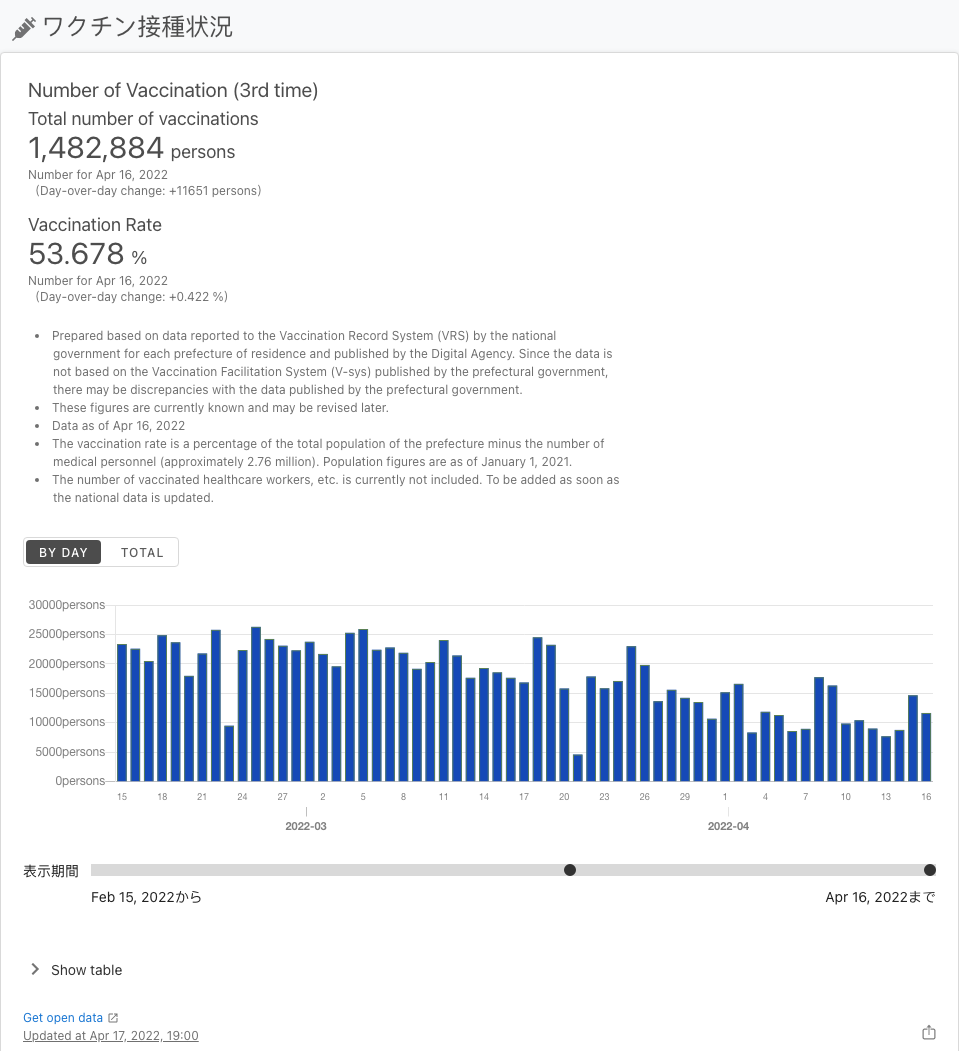 ワクチン接種状況
Number of Vaccination (3rd time)
Total number of vaccinations
1,482,884 persons
Number for Apr 16, 2022
(Day-over-day change: +11651 persons)
Vaccination Rate
53.678 %
Number for Apr 16, 2022
(Day-over-day change: +0.422 %)
• Prepared based on data reported to the Vaccination Record System (VRS) by the national
government for each prefecture of residence and published by the Digital Agency. Since the data is
not based on the Vaccination Facilitation System (V-sys) published by the prefectural government,
there may be discrepancies with the data published by the prefectural government.
• These figures are currently known and may be revised later.
• Data as of Apr 16, 2022
• The vaccination rate is a percentage of the total population of the prefecture minus the number of
medical personnel (approximately 2.76 million). Population figures are as of January 1, 2021.
• The number of vaccinated healthcare workers, etc. is currently not included. To be added as soon as
the national data is updated.
BY DAY TOTAL
30000persons
25000persons
20000persons
15000persons
10000persons
5000persons
0persons
15 18 21 24 27 2 5 8 11 14 17 20 23 26 29 1 4 7 10 13 16
2022-03 2022-04
表示期間
Feb 15, 2022から Apr 16, 2022まで
Show table
Get open data
Updated at Apr 17, 2022, 19:00